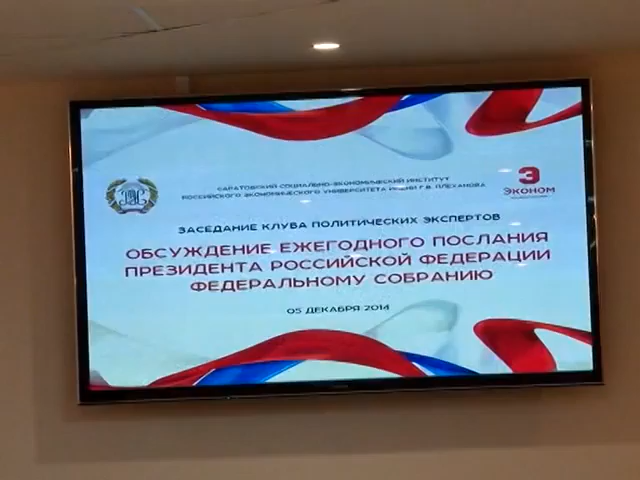 САРАТОВСКИЙ СОЦИАЛЬНО-ЭКОНОМИЧЕСКИЙ ИНСТИТУТ
РОССИЙСКОГО ЭКОНОМИЧЕСКОГО УНИВЕРСИТЕТА ИМЕНИ Г.В. ПЛЕХАНОВА
Э
ЭКОНОМ
ЗАСЕДАНИЕ КЛУБА ПОЛИТИЧЕСКИХ ЭКСПЕРТОВ
ОБСУЖДЕНИЕ ЕЖЕГОДНОГО ПОСЛАНИЯ
ПРЕЗИДЕНТА РОССИЙСКОЙ ФЕДЕРАЦИИ
ФЕДЕРАЛЬНОМУ СОБРАНИЮ
05 ДЕКАБРЯ 2014